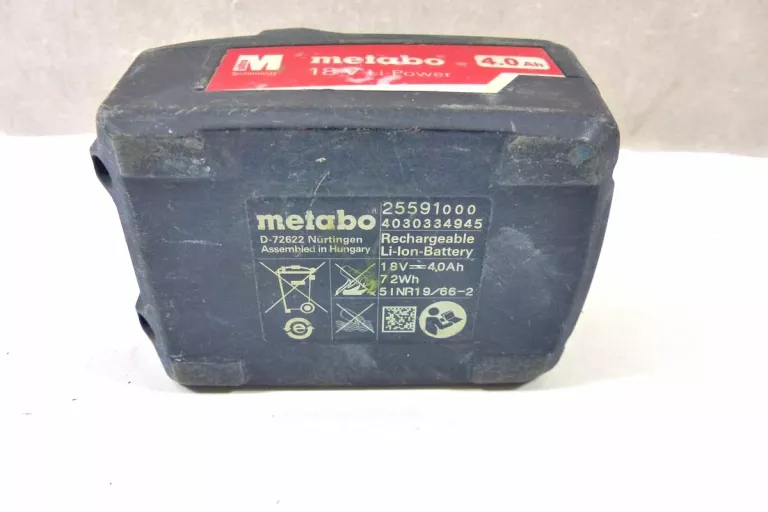 metabo 4.0 Ah
18 V Li-Power
metabo
D-72622 Nürtingen
Assembled in Hungary
25591000
4030334945
Rechargeable
Li-Ion-Battery
18V⎓4,0Ah
72Wh
5INR19/66-2